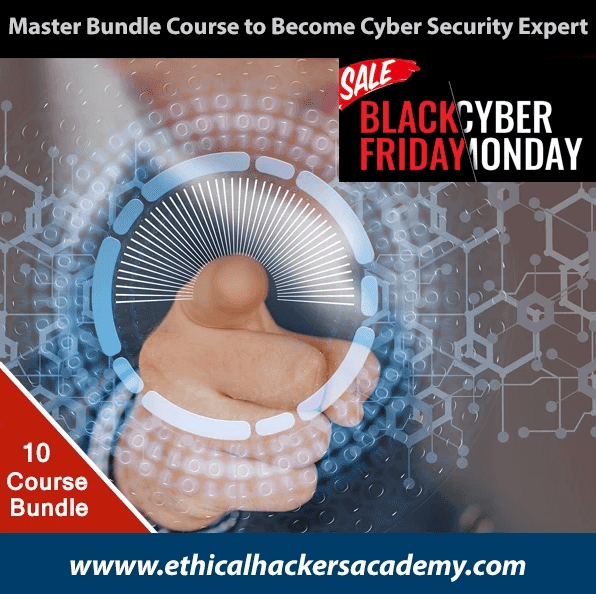 Master Bundle Course to Become Cyber Security Expert
SALE
BLACK CYBER
FRIDAY MONDAY
10
Course
Bundle
www.ethicalhackersacademy.com